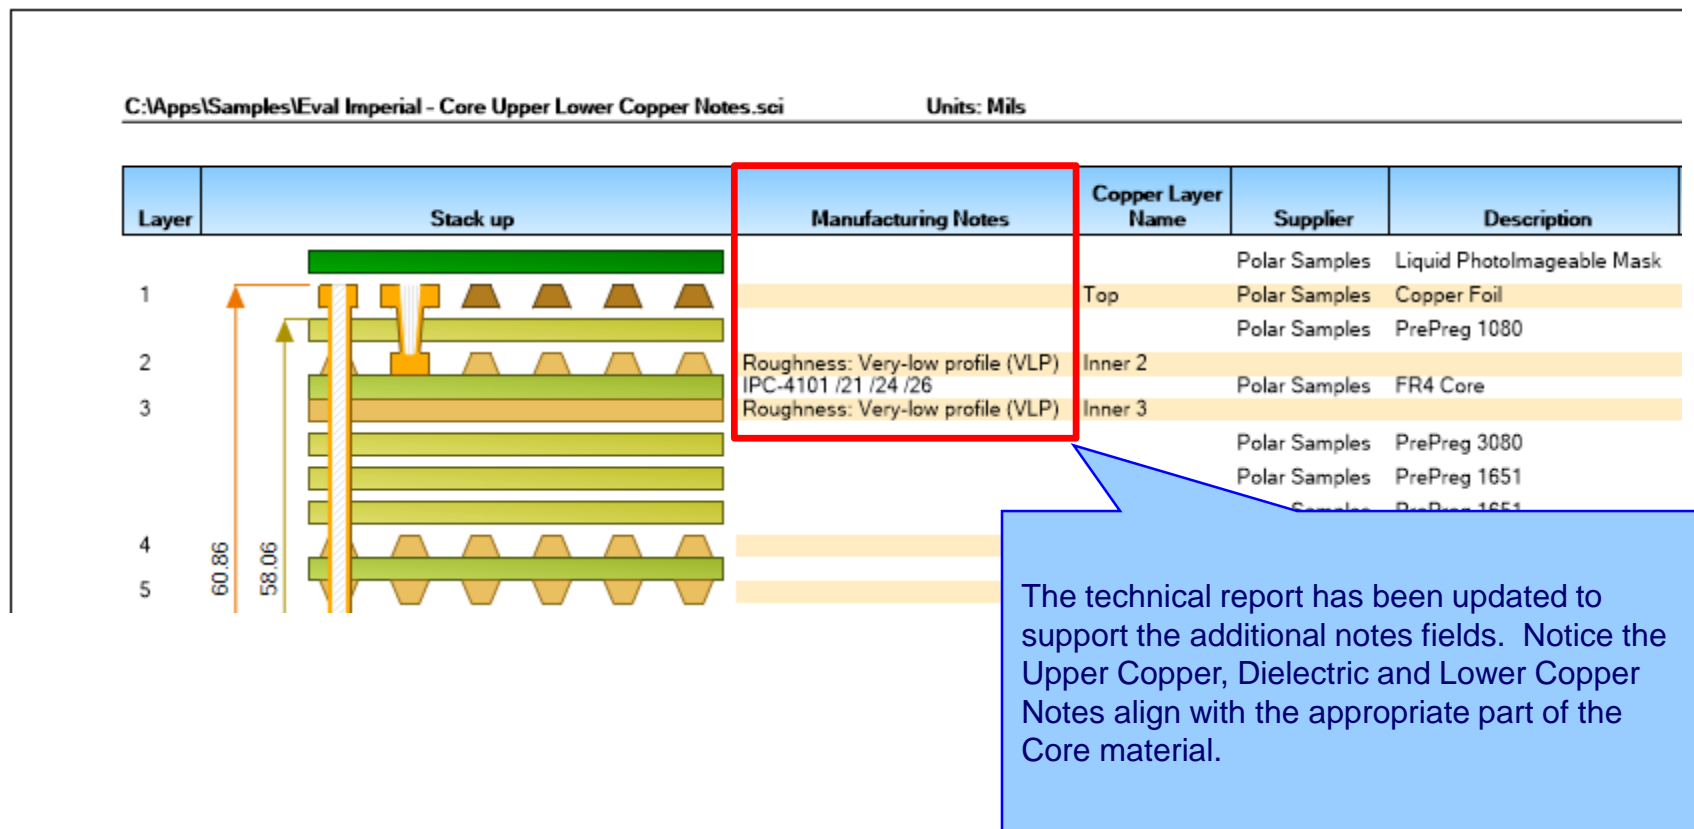 C:\Apps\Samples\Eval Imperial - Core Upper Lower Copper Notes.sci Units: Mils
Layer Stack up Manufacturing Notes Copper Layer Name Supplier Description
Polar Samples Liquid PhotoImageable Mask
1 Top Polar Samples Copper Foil
Polar Samples PrePreg 1080
2 Roughness: Very-low profile (VLP) Inner 2
IPC-4101 /21 /24 /26 Polar Samples FR4 Core
3 Roughness: Very-low profile (VLP) Inner 3
Polar Samples PrePreg 3080
Polar Samples PrePreg 1651
Samples PrePreg 1651
4
60.86
58.06
5
The technical report has been updated to
support the additional notes fields.  Notice the
Upper Copper, Dielectric and Lower Copper
Notes align with the appropriate part of the
Core material.